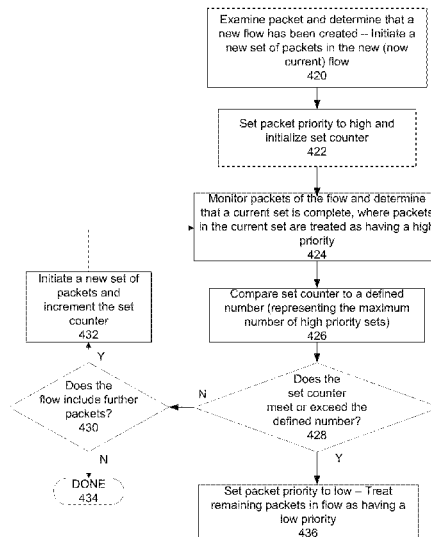 Examine packet and determine that a
new flow has been created -- Initiate a
new set of packets in the new (now
current) flow
420
Set packet priority to high and
initialize set counter
422
Monitor packets of the flow and determine
that a current set is complete, where packets
in the current set are treated as having a high
priority
424
Initiate a new set of
packets and
increment the set
counter
432
Compare set counter to a defined
number (representing the maximum
number of high priority sets)
426
Y
Does the
flow include further
packets?
430
N
Does the
set counter
meet or exceed the
defined number?
428
N
Y
DONE
434
Set packet priority to low – Treat
remaining packets in flow as having a
low priority
436